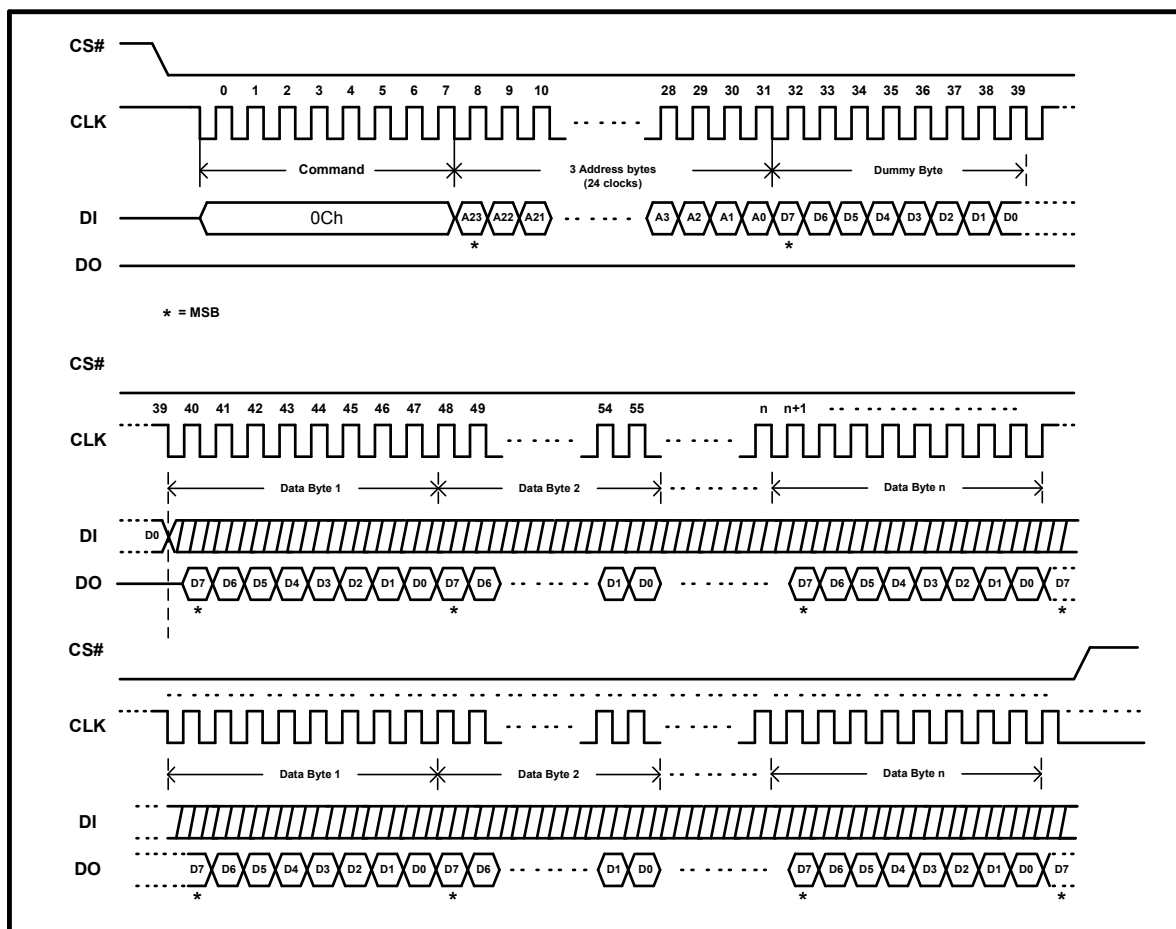 CS#
0 1 2 3 4 5 6 7 8 9 10 28 29 30 31 32 33 34 35 36 37 38 39
CLK
Command 3 Address bytes (24 clocks) Dummy Byte
DI 0Ch A23 A22 A21 A3 A2 A1 A0 D7 D6 D5 D4 D3 D2 D1 D0
* *
DO
* = MSB
CS#
39 40 41 42 43 44 45 46 47 48 49 54 55 n n+1
CLK
Data Byte 1 Data Byte 2 Data Byte n
DI D0
DO D7 D6 D5 D4 D3 D2 D1 D0 D7 D6 D1 D0 D7 D6 D5 D4 D3 D2 D1 D0 D7
* * * *
CS#
CLK
Data Byte 1 Data Byte 2 Data Byte n
DI
DO D7 D6 D5 D4 D3 D2 D1 D0 D7 D6 D1 D0 D7 D6 D5 D4 D3 D2 D1 D0 D7
* * * *